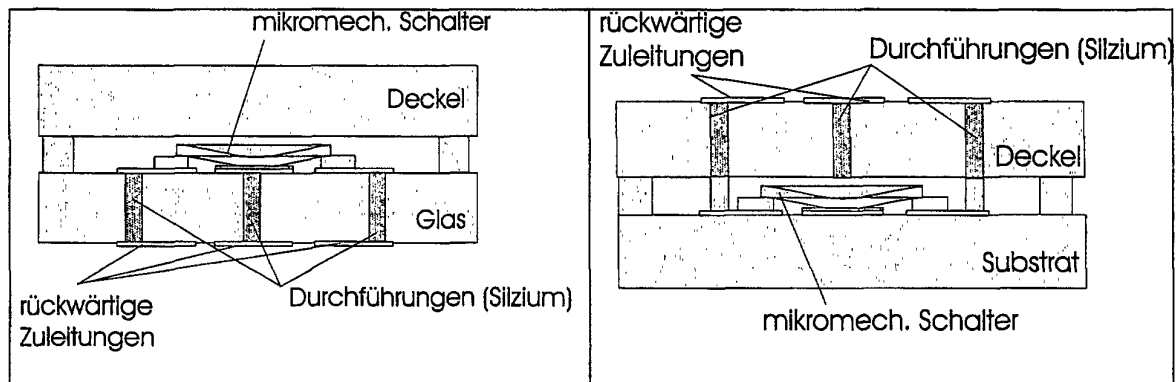 mikromech. Schalter
Deckel
Glas
rückwärtige
Zuleitungen
Durchführungen (Silzium)
rückwärtige
Zuleitungen
Durchführungen (Silzium)
Deckel
Substrat
mikromech. Schalter